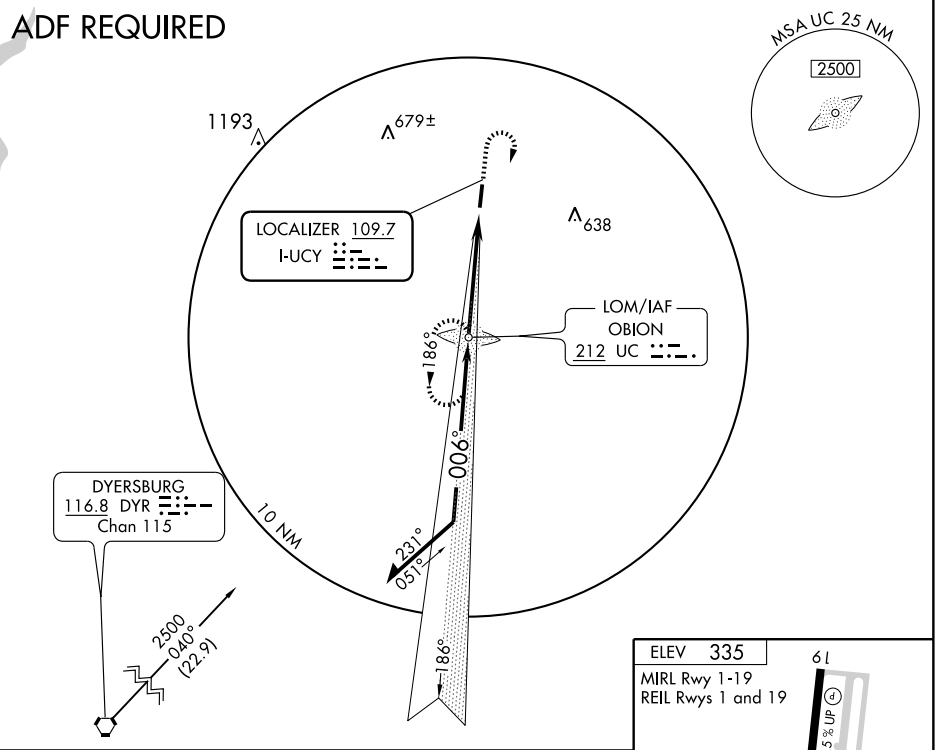 ADF REQUIRED
MSA UC 25 NM
2500
1193
679±
638
LOCALIZER 109.7
I-UCY
LOM/IAF
OBION
212 UC
186°
006°
DYERSBURG
116.8 DYR
Chan 115
10 NM
231°
051°
2500
040°
(22.9)
186°
ELEV 335
MIRL Rwy 1-19
REIL Rwys 1 and 19
19
P
5% UP